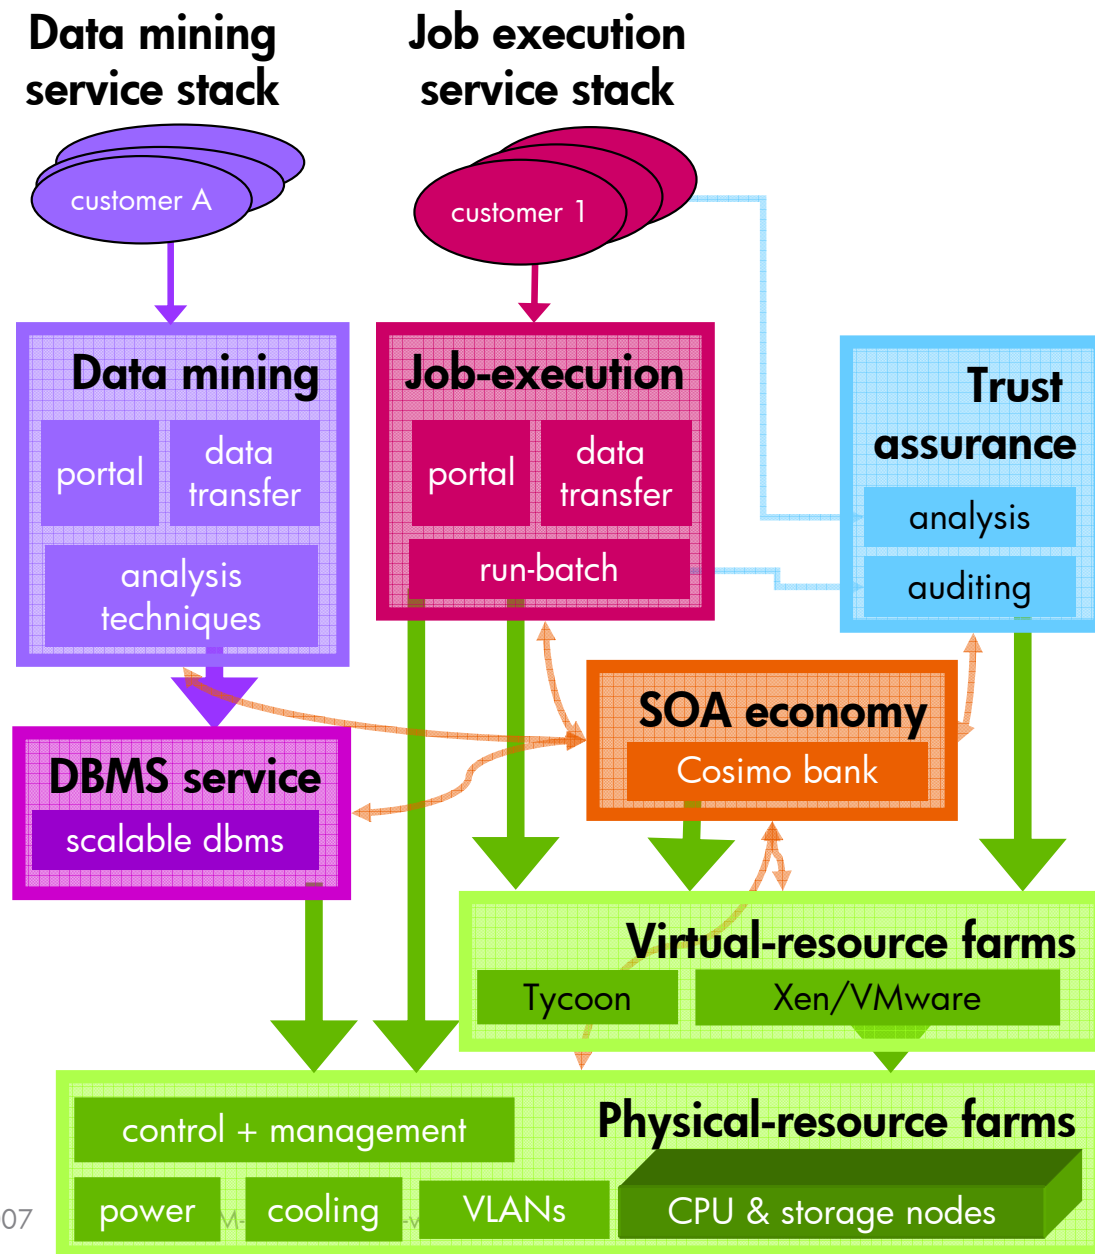 Data mining
service stack
Job execution
service stack
customer A
customer 1
Data mining
portal
data
transfer
analysis
techniques
Job-execution
portal
data
transfer
run-batch
Trust
assurance
analysis
auditing
SOA economy
Cosimo bank
DBMS service
scalable dbms
Virtual-resource farms
Tycoon
Xen/VMware
Physical-resource farms
control + management
power
cooling
VLANs
CPU & storage nodes
07